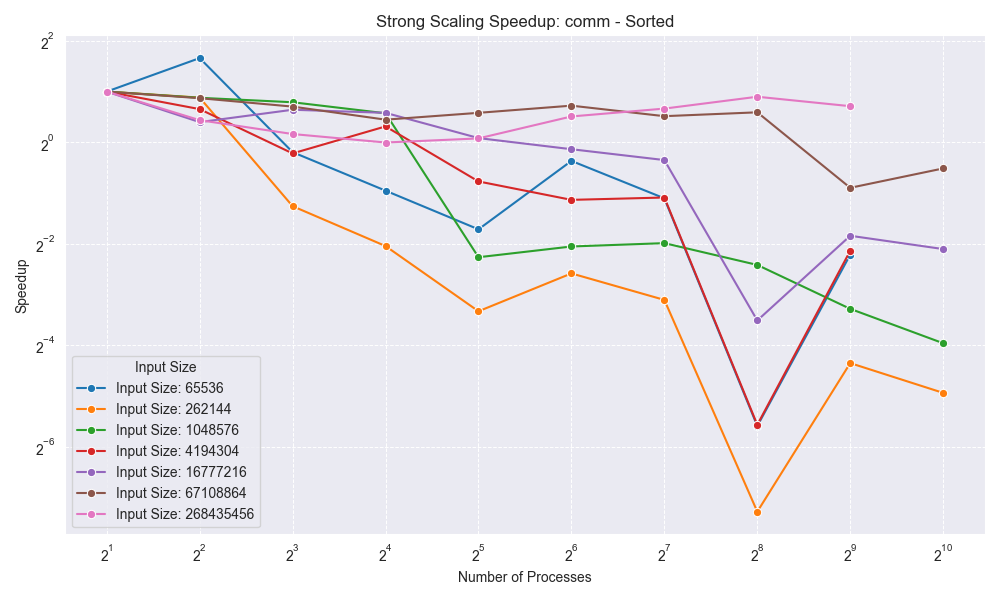 Strong Scaling Speedup: comm - Sorted
Speedup
2^2
2^0
2^−2
2^−4
2^−6
Input Size
Input Size: 65536
Input Size: 262144
Input Size: 1048576
Input Size: 4194304
Input Size: 16777216
Input Size: 67108864
Input Size: 268435456
2^1 2^2 2^3 2^4 2^5 2^6 2^7 2^8 2^9 2^10
Number of Processes